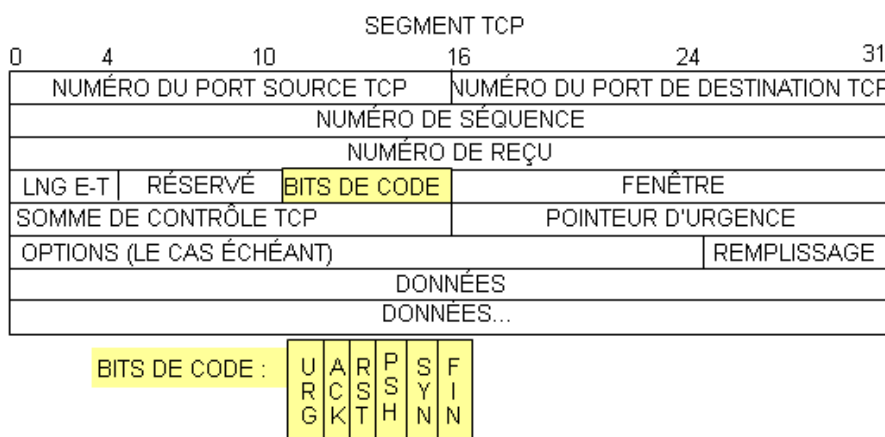 SEGMENT TCP
0 4 10 16 24 31
NUMÉRO DU PORT SOURCE TCP NUMÉRO DU PORT DE DESTINATION TCP
NUMÉRO DE SÉQUENCE
NUMÉRO DE REÇU
LNG E-T RÉSERVÉ BITS DE CODE FENÊTRE
SOMME DE CONTRÔLE TCP POINTEUR D'URGENCE
OPTIONS (LE CAS ÉCHÉANT) REMPLISSAGE
DONNÉES
DONNÉES...
BITS DE CODE : URG ACK RST PSH SYN FIN